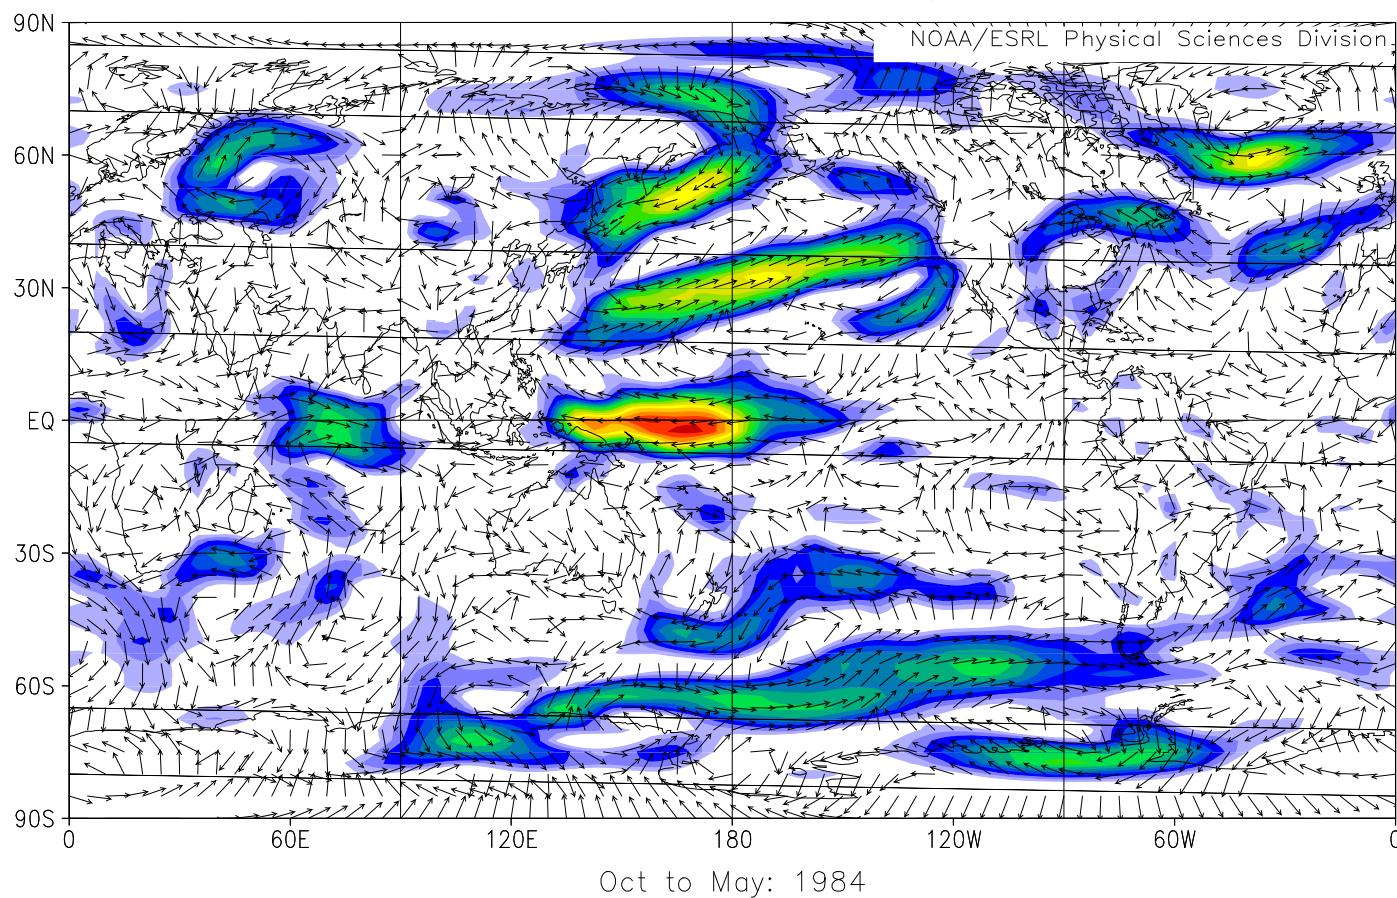 NOAA/ESRL Physical Sciences Division
90N
60N
30N
EQ
30S
60S
90S
0
60E
120E
180
120W
60W
0
Oct to May: 1984